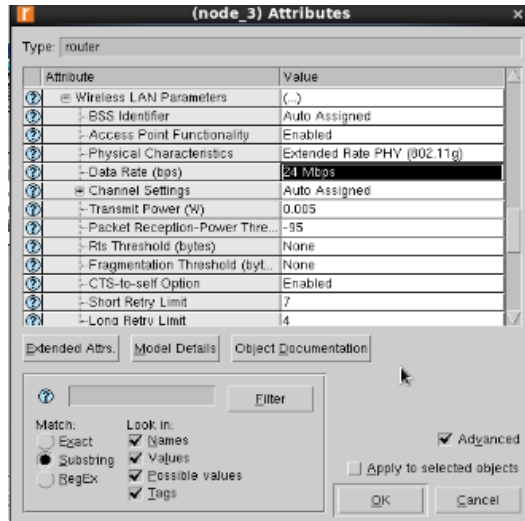 (node_3) Attributes
Type: router
Attribute Value
Wireless LAN Parameters (...)
BSS Identifier Auto Assigned
Access Point Functionality Enabled
Physical Characteristics Extended Rate PHY (802.11g)
Data Rate (bps) 24 Mbps
Channel Settings Auto Assigned
Transmit Power (W) 0.005
Packet Reception-Power Thre... -95
Rts Threshold (bytes) None
Fragmentation Threshold (byt... None
CTS-to-self Option Enabled
Short Retry Limit 7
Long Retry Limit 4
Extended Attrs. Model Details Object Documentation
Filter
Match: Look in:
Exact Names
Substring Values
RegEx Possible values
Tags
Advanced
Apply to selected objects
OK Cancel